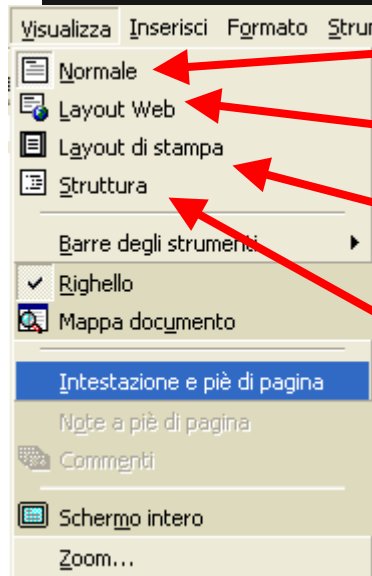 Visualizza Inserisci Formato Strum
Normale
Layout Web
Layout di stampa
Struttura
Barre degli strumenti
Righello
Mappa documento
Intestazione e piè di pagina
Note a piè di pagina
Commenti
Schermo intero
Zoom...